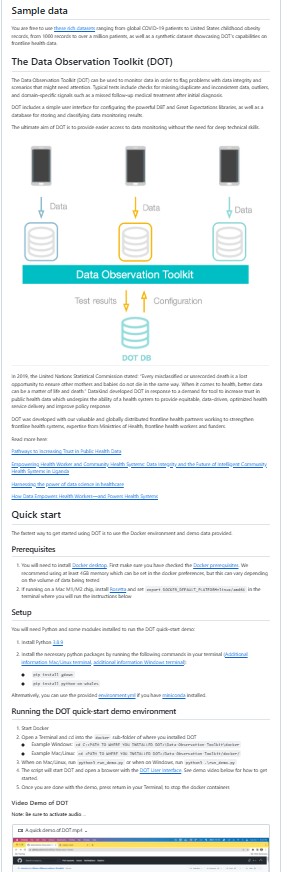 Sample data
You are free to use these rich datasets ranging from global COVID-19 patients to United States childhood obesity
records, from 1000 records to over a million patients, as well as a synthetic dataset showcasing DOT's capabilities on
frontline health data.
The Data Observation Toolkit (DOT)
The Data Observation Toolkit (DOT) can be used to monitor data in order to flag problems with data integrity and
scenarios that might need attention. Typical tests include checks for missing/duplicate and inconsistent data, outliers,
and domain-specific signals such as a missed follow-up medical treatment after initial diagnosis.
DOT includes a simple user interface for configuring the powerful DBT and Great Expectations libraries, as well as a
database for storing and classifying data monitoring results.
The ultimate aim of DOT is to provide easier access to data monitoring without the need for deep technical skills.
Data
Data
Data
Data Observation Toolkit
Test results
Configuration
DOT DB
In 2019, the United Nations Statistical Commission stated: "Every misclassified or unrecorded death is a lost
opportunity to ensure other mothers and babies do not die in the same way. When it comes to health, better data
can be a matter of life and death." DataKind developed DOT in response to a demand for tool to increase trust in
public health data which underpins the ability of a health system to provide equitable, data-driven, optimized health
service delivery and improve policy response.
DOT was developed with our valuable and globally distributed frontline health partners working to strengthen
frontline health systems, expertise from Ministries of Health, frontline health workers and funders.
Read more here:
Pathways to Increasing Trust in Public Health Data
Empowering Health Worker and Community Health Systems: Data Integrity and the Future of Intelligent Community
Health Systems in Uganda
Harnessing the power of data science in healthcare
How Data Empowers Health Workers—and Powers Health Systems
Quick start
The fastest way to get started using DOT is to use the Docker environment and demo data provided.
Prerequisites
1. You will need to install Docker desktop. First make sure you have checked the Docker prerequisites. We
recommend using at least 4GB memory which can be set in the docker preferences, but this can vary depending
on the volume of data being tested
2. If running on a Mac M1/M2 chip, install Rosetta and set export DOCKER_DEFAULT_PLATFORM=linux/amd64 in the
terminal where you will run the instructions below
Setup
You will need Python and some modules installed to run the DOT quick-start demo:
1. Install Python 3.8.9
2. Install the necessary python packages by running the following commands in your terminal (Additional
information Mac/Linux terminal, additional information Windows terminal):
pip install gdown
pip install python-on-whales
Alternatively, you can use the provided environment.yml if you have miniconda installed.
Running the DOT quick-start demo environment
1. Start Docker
2. Open a Terminal and cd into the docker sub-folder of where you installed DOT
Example Windows: cd C:<PATH TO WHERE YOU INSTALLED DOT>\Data-Observation-Toolkit\docker
Example Mac/Linux: cd <PATH TO WHERE YOU INSTALLED DOT>/Data-Observation-Toolkit/docker/
3. When on Mac/Linux, run: python3 run_demo.py or when on Windows, run: python3 .\run_demo.py
4. The script will start DOT and open a browser with the DOT User Interface. See demo video below for how to get
started
5. Once you are done with the demo, press return in your Terminal, to stop the docker containers
Video Demo of DOT
Note: Be sure to activate audio ..
A quick demo of DOT.mp4